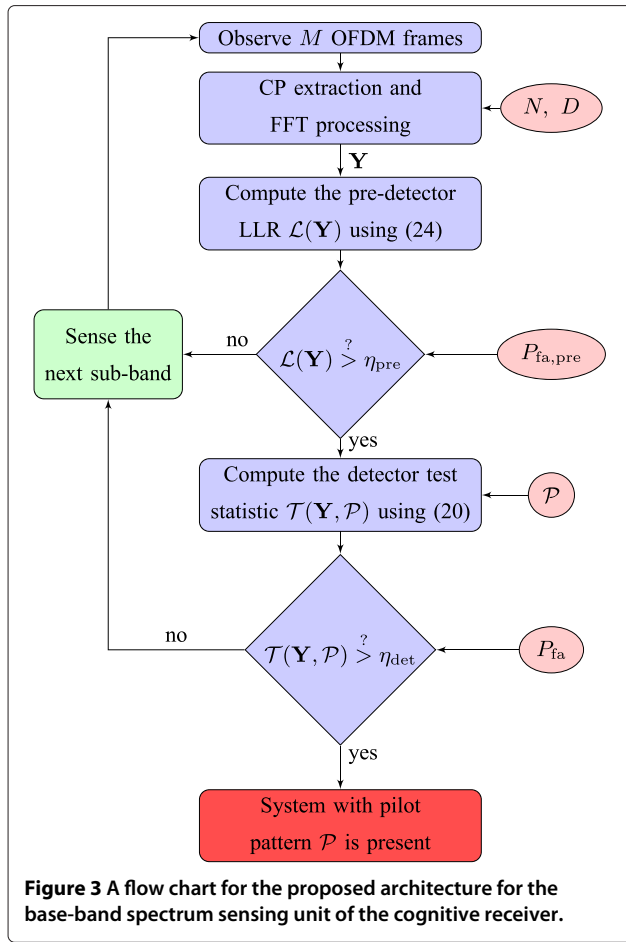 Observe M OFDM frames
CP extraction and
FFT processing
N, D
Y
Compute the pre-detector
LLR ℒ(Y) using (24)
Sense the
next sub-band
no
ℒ(Y) >? η_pre
P_fa,pre
yes
Compute the detector test
statistic 𝒯(Y, 𝒫) using (20)
𝒫
no
𝒯(Y, 𝒫) >? η_det
P_fa
yes
System with pilot
pattern 𝒫 is present
Figure 3 A flow chart for the proposed architecture for the
base-band spectrum sensing unit of the cognitive receiver.